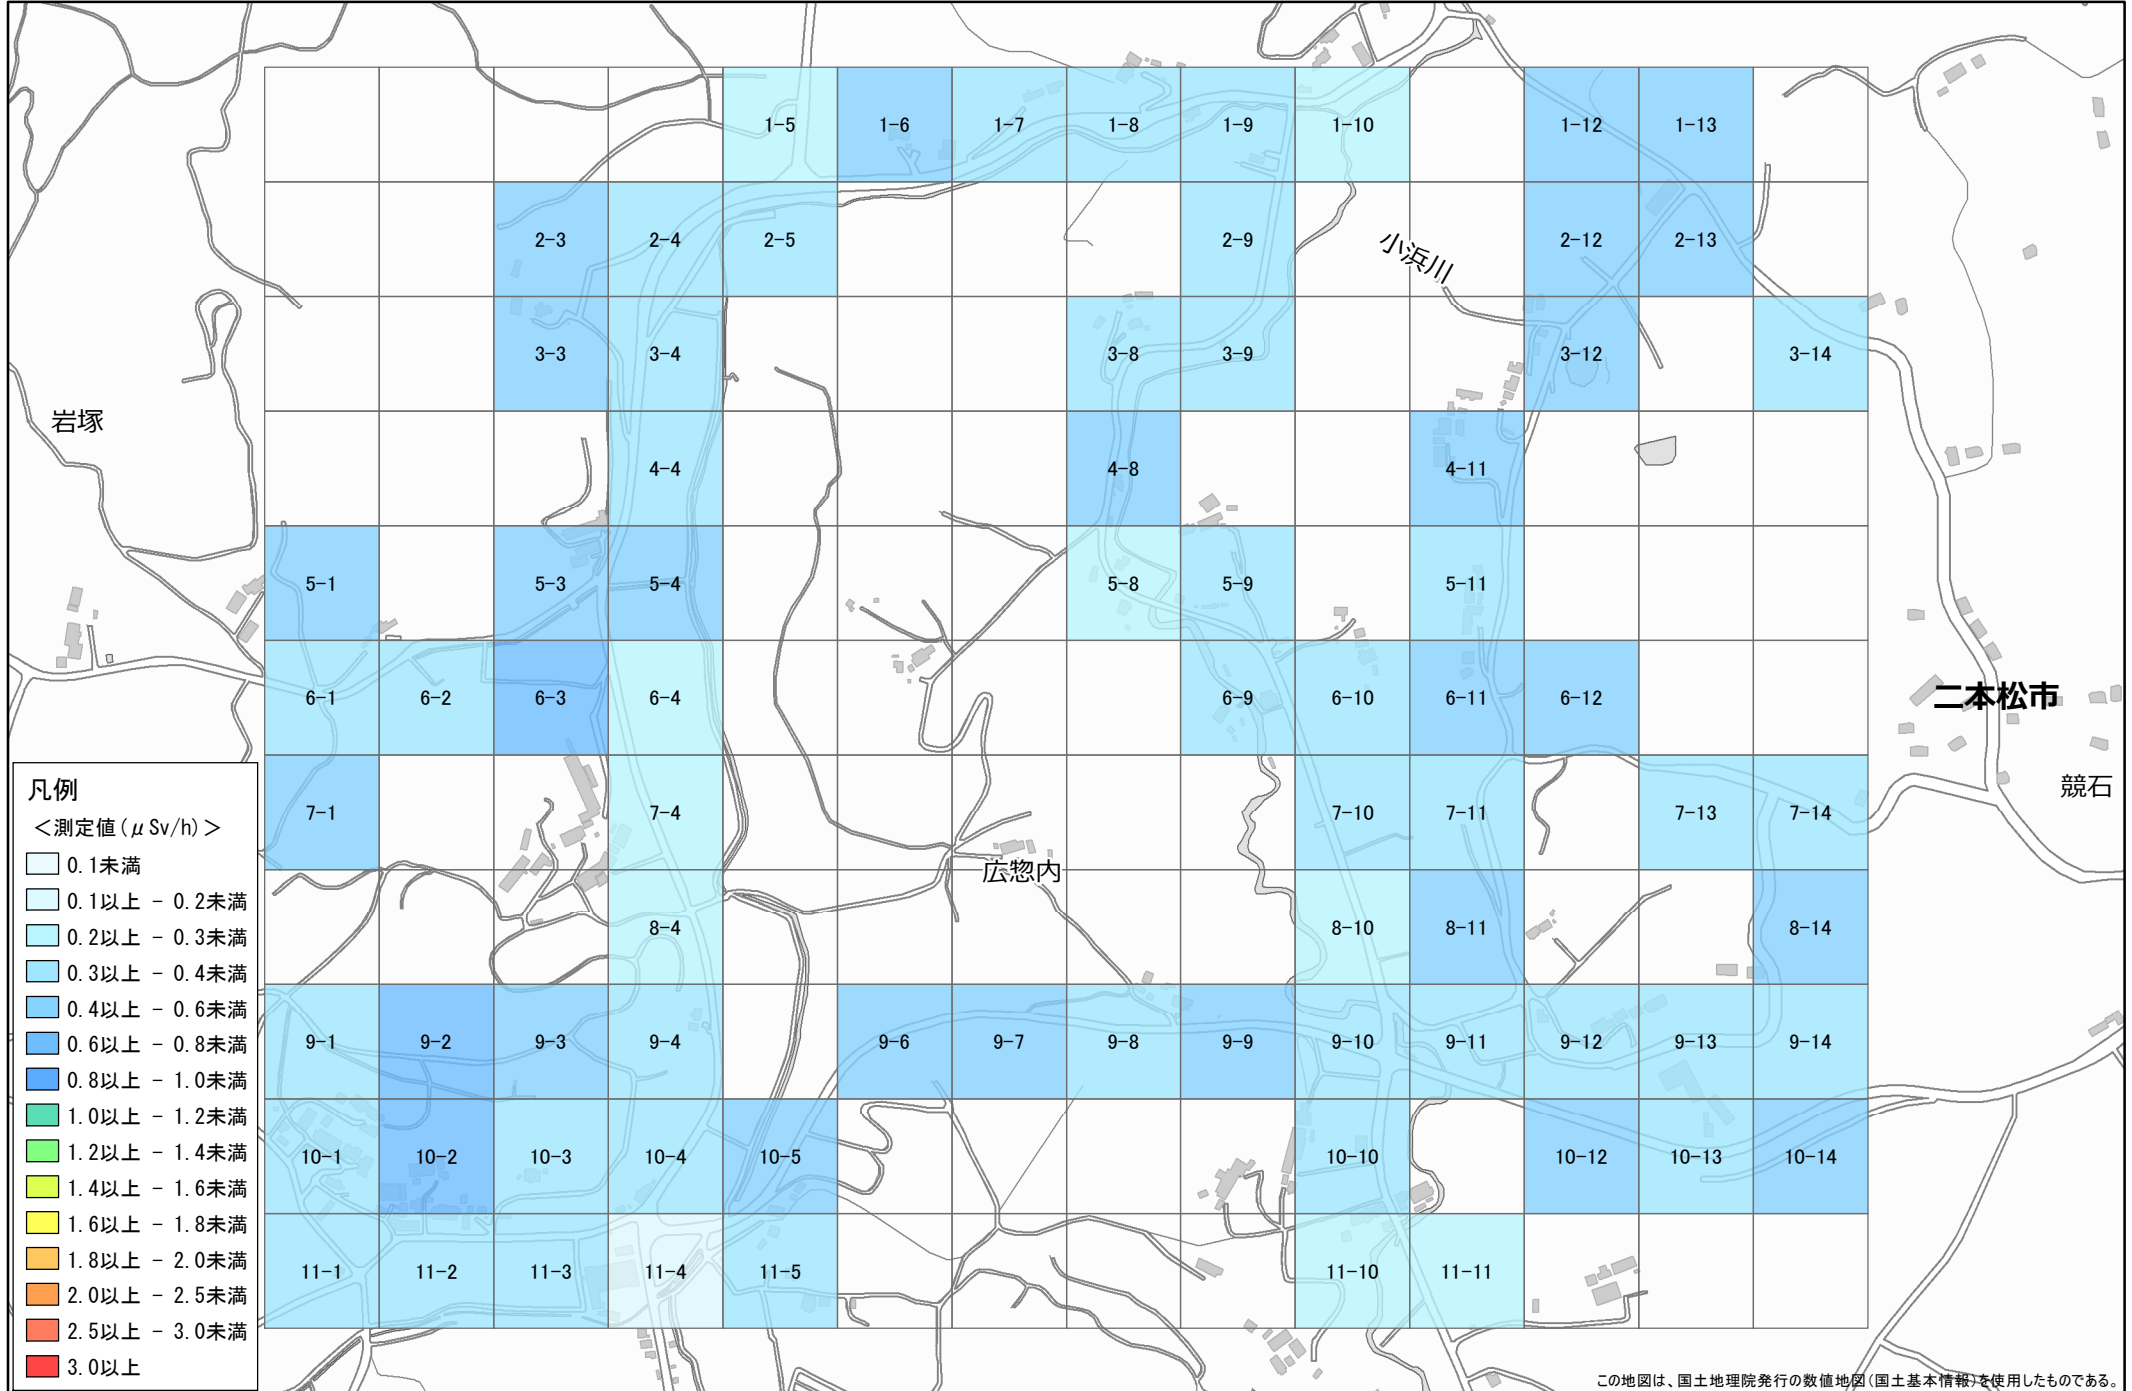 1-5 1-6 1-7 1-8 1-9 1-10 1-12 1-13
2-3 2-4 2-5 2-9 小浜川 2-12 2-13
3-3 3-4 3-8 3-9 3-12 3-14
岩塚
4-4 4-8 4-11
5-1 5-3 5-4 5-8 5-9 5-11
6-1 6-2 6-3 6-4 6-9 6-10 6-11 6-12
二本松市
7-1 7-4 7-10 7-11 7-13 7-14
競石
広惣内
8-4 8-10 8-11 8-14
9-1 9-2 9-3 9-4 9-6 9-7 9-8 9-9 9-10 9-11 9-12 9-13 9-14
10-1 10-2 10-3 10-4 10-5 10-10 10-12 10-13 10-14
11-1 11-2 11-3 11-4 11-5 11-10 11-11
凡例
＜測定値(μSv/h)＞
0.1未満
0.1以上 - 0.2未満
0.2以上 - 0.3未満
0.3以上 - 0.4未満
0.4以上 - 0.6未満
0.6以上 - 0.8未満
0.8以上 - 1.0未満
1.0以上 - 1.2未満
1.2以上 - 1.4未満
1.4以上 - 1.6未満
1.6以上 - 1.8未満
1.8以上 - 2.0未満
2.0以上 - 2.5未満
2.5以上 - 3.0未満
3.0以上
この地図は、国土地理院発行の数値地図(国土基本情報)を使用したものである。